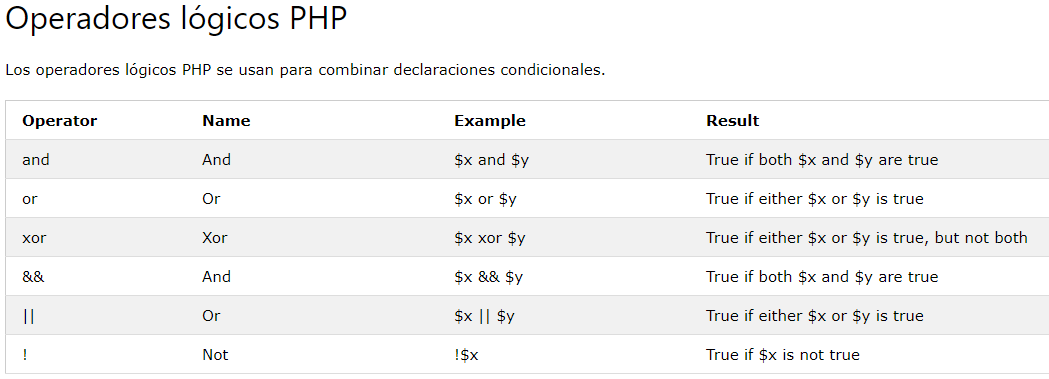 Operadores lógicos PHP
Los operadores lógicos PHP se usan para combinar declaraciones condicionales.
Operator Name Example Result
and And $x and $y True if both $x and $y are true
or Or $x or $y True if either $x or $y is true
xor Xor $x xor $y True if either $x or $y is true, but not both
&& And $x && $y True if both $x and $y are true
|| Or $x || $y True if either $x or $y is true
! Not !$x True if $x is not true